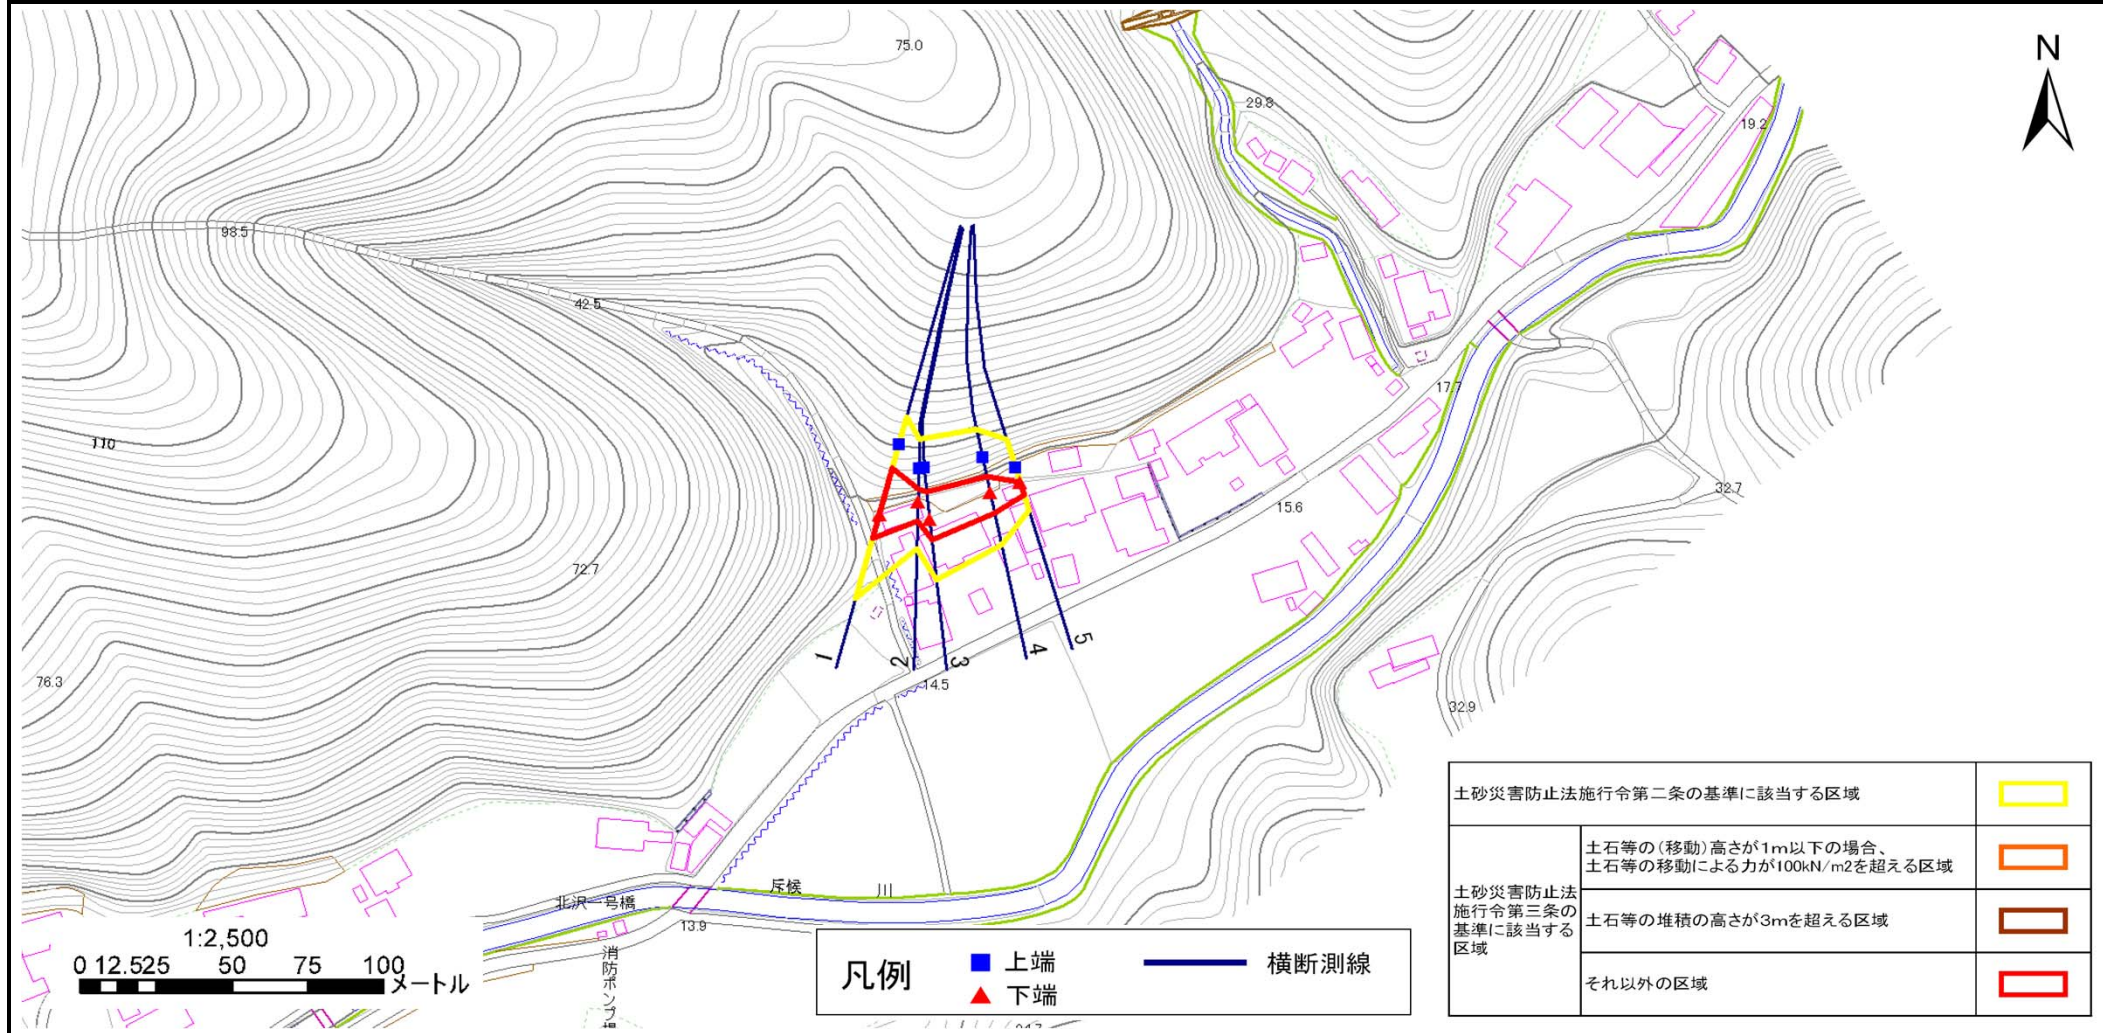 75.0
N
29.8
19.2
98.5
42.5
110
17.7
32.7
15.6
72.7
1
2
3
4
5
14.5
76.3
32.9
斥候 川
北沢一号橋
13.9
消防ポンプ場
1:2,500
0 12.525 50 75 100
メートル
凡例
上端
下端
横断測線
土砂災害防止法施行令第二条の基準に該当する区域
土砂災害防止法
施行令第三条の
基準に該当する
区域
土石等の(移動)高さが1m以下の場合、
土石等の移動による力が100kN/m2を超える区域
土石等の堆積の高さが3mを超える区域
それ以外の区域